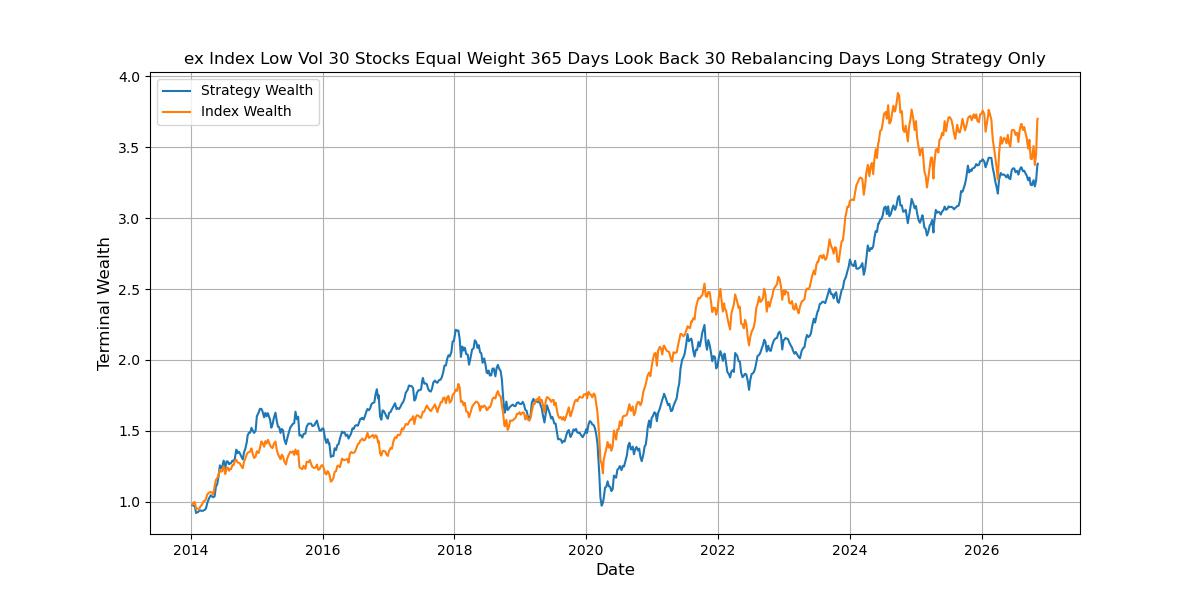 ex Index Low Vol 30 Stocks Equal Weight 365 Days Look Back 30 Rebalancing Days Long Strategy Only
Strategy Wealth
Index Wealth
Terminal Wealth
4.0
3.5
3.0
2.5
2.0
1.5
1.0
2014 2016 2018 2020 2022 2024 2026
Date